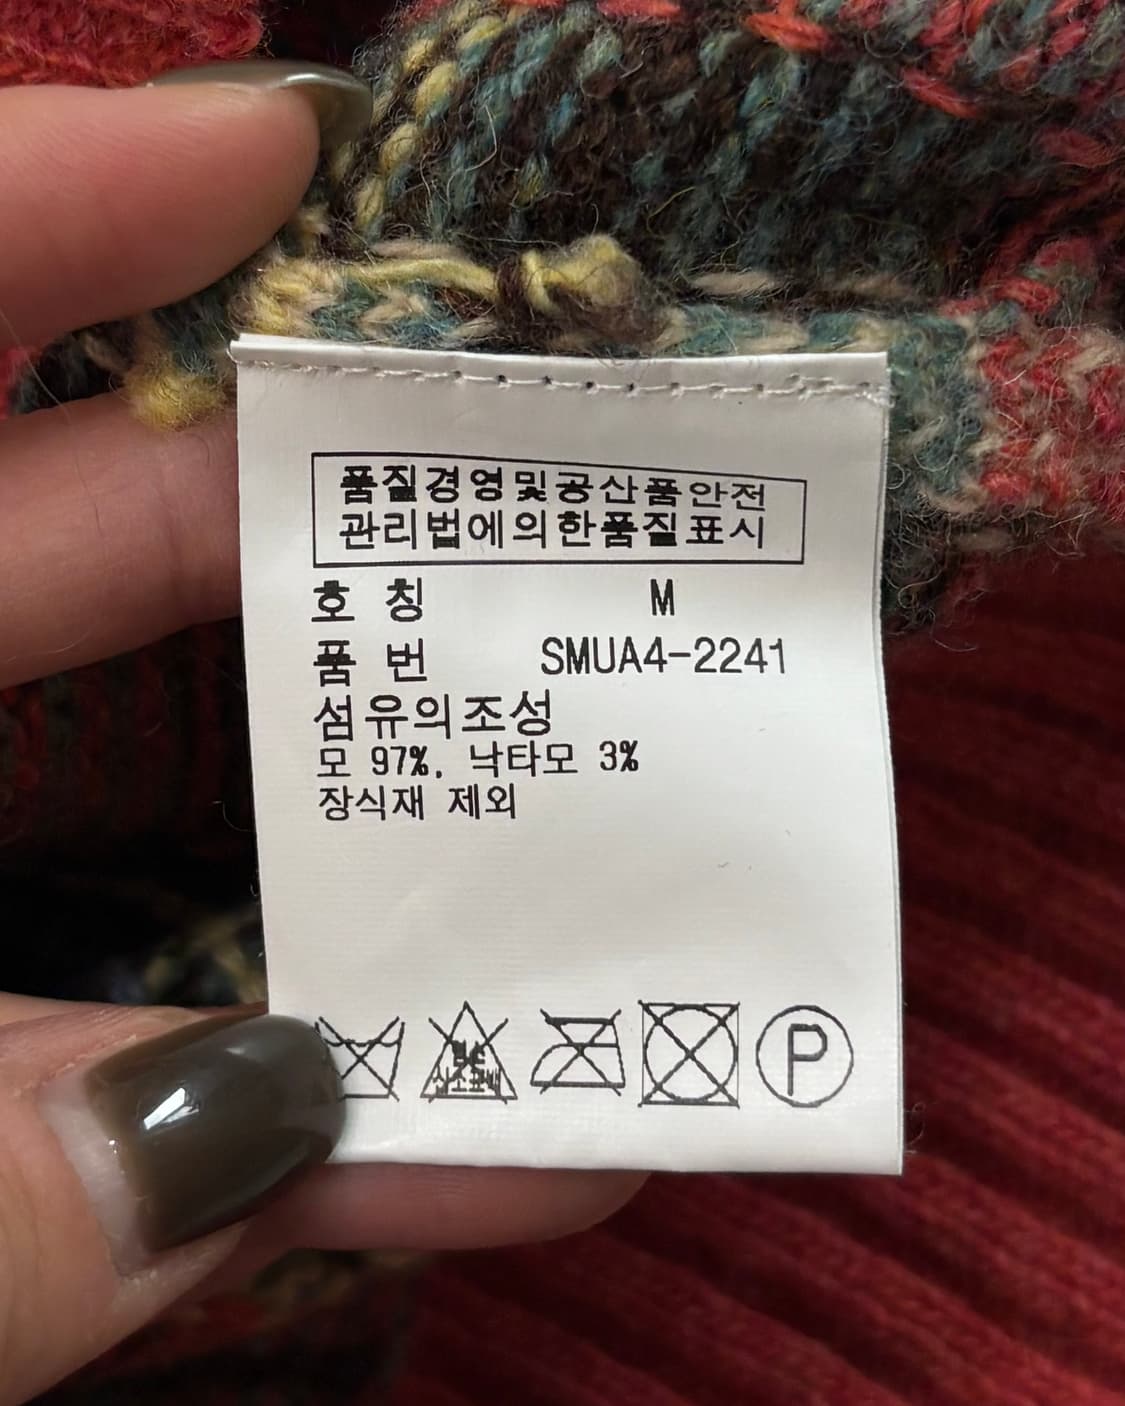 품질경영및공산품안전
관리법에의한품질표시
호 칭 M
품 번 SMUA4-2241
섬유의조성
모 97%, 낙타모 3%
장식재 제외
P